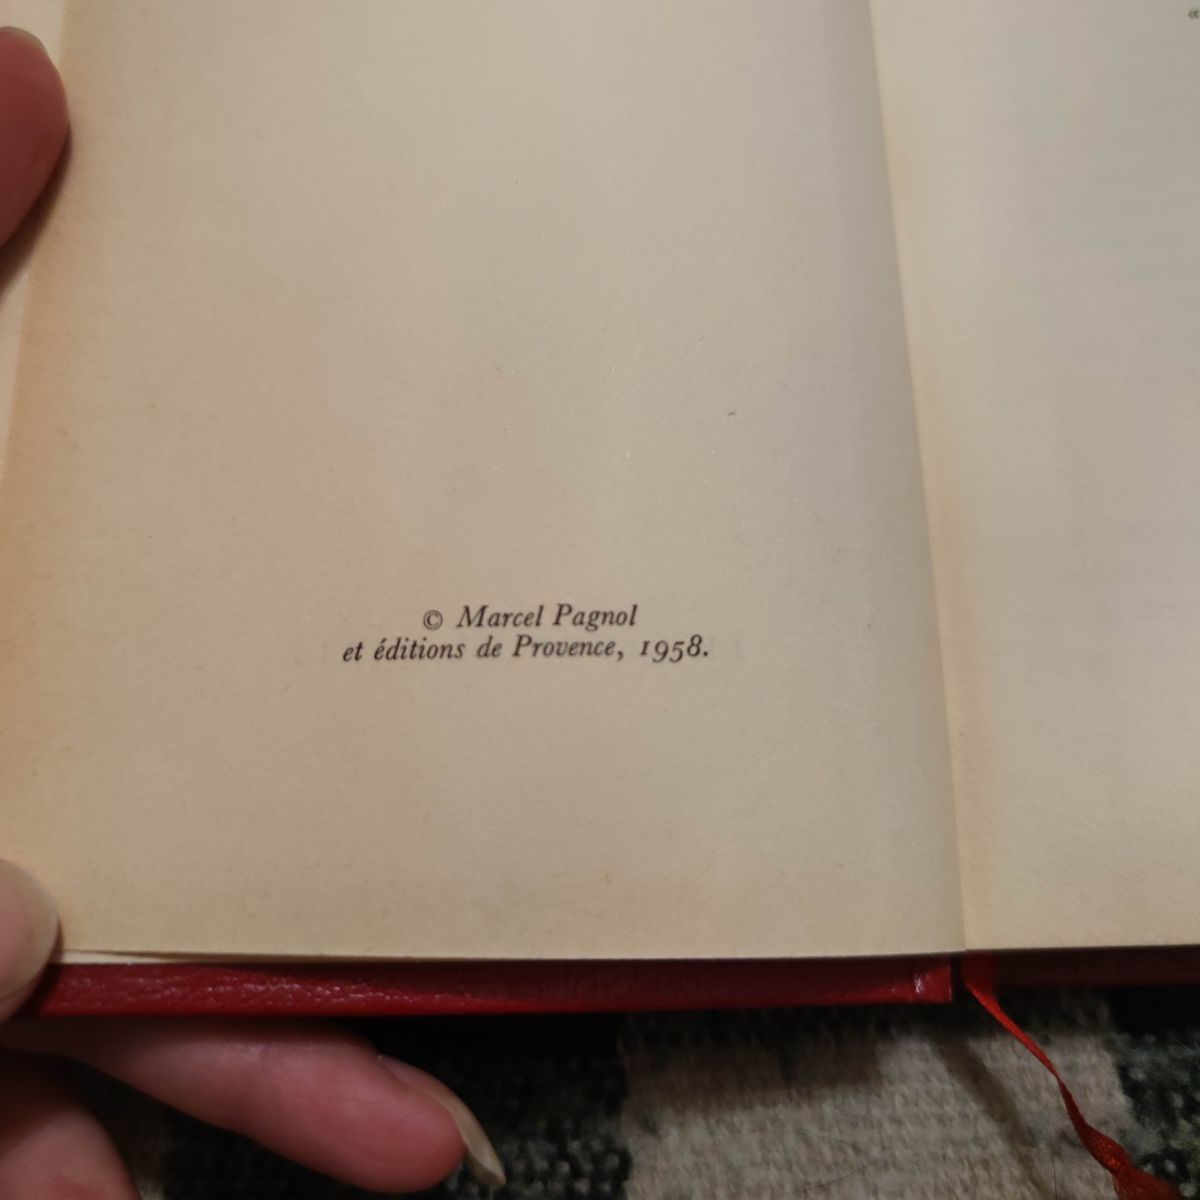 © Marcel Pagnol
et éditions de Provence, 1958.